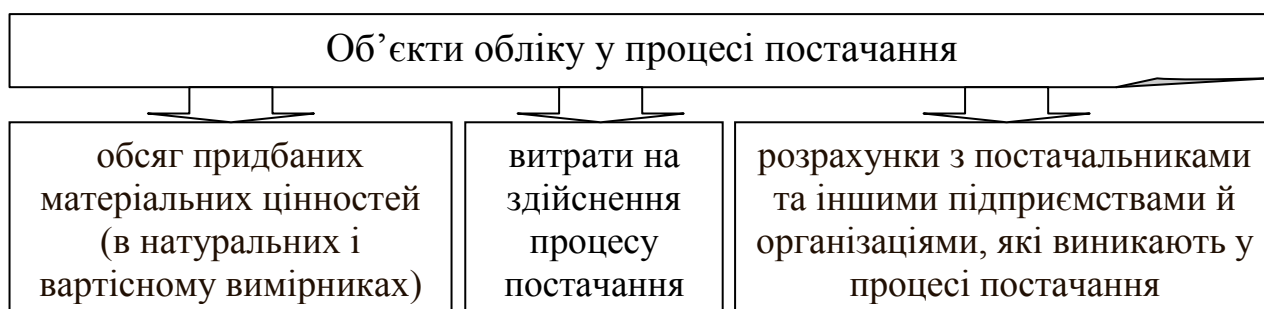 Об’єкти обліку у процесі постачання
обсяг придбаних
матеріальних цінностей
(в натуральних і
вартісному вимірниках)
витрати на
здійснення
процесу
постачання
розрахунки з постачальниками
та іншими підприємствами й
організаціями, які виникають у
процесі постачання